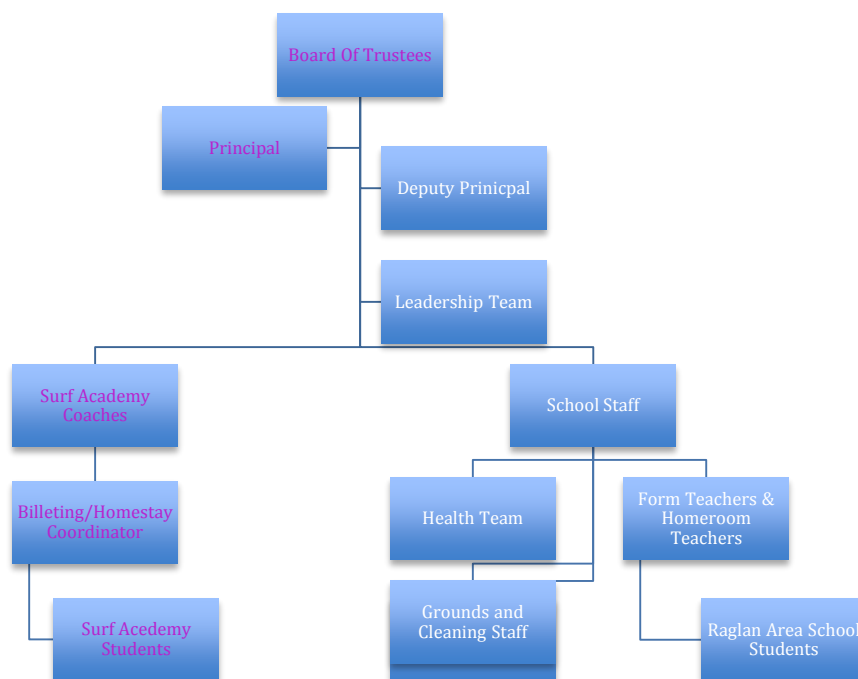 Board Of Trustees
Principal
Deputy Prinicpal
Leadership Team
Surf Academy
Coaches
School Staff
Billeting/Homestay
Coordinator
Health Team
Form Teachers &
Homeroom
Teachers
Surf Acedemy
Students
Grounds and
Cleaning Staff
Raglan Area School
Students